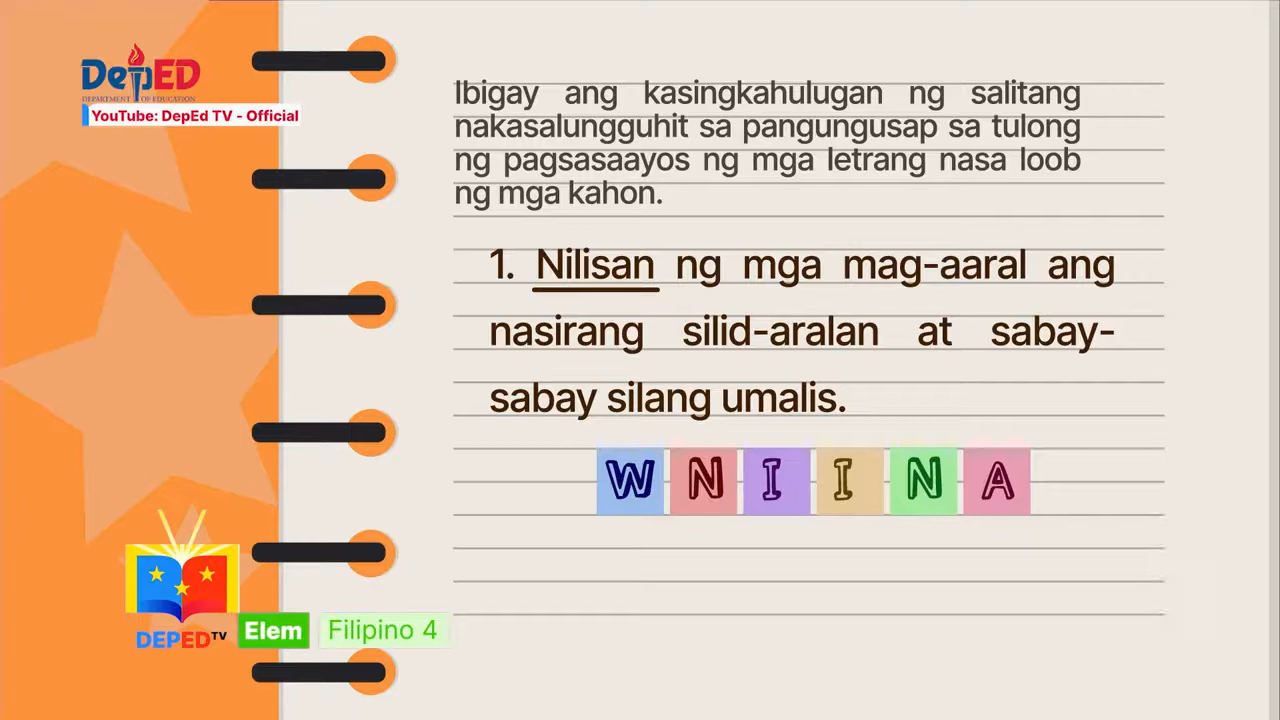 DepED
DEPARTMENT OF EDUCATION
YouTube: DepEd TV - Official
Ibigay ang kasingkahulugan ng salitang
nakasalungguhit sa pangungusap sa tulong
ng pagsasaayos ng mga letrang nasa loob
ng mga kahon.
1. Nilisan ng mga mag-aaral ang
nasirang silid-aralan at sabay-
sabay silang umalis.
W N I I N A
DEPED TV
Elem Filipino 4